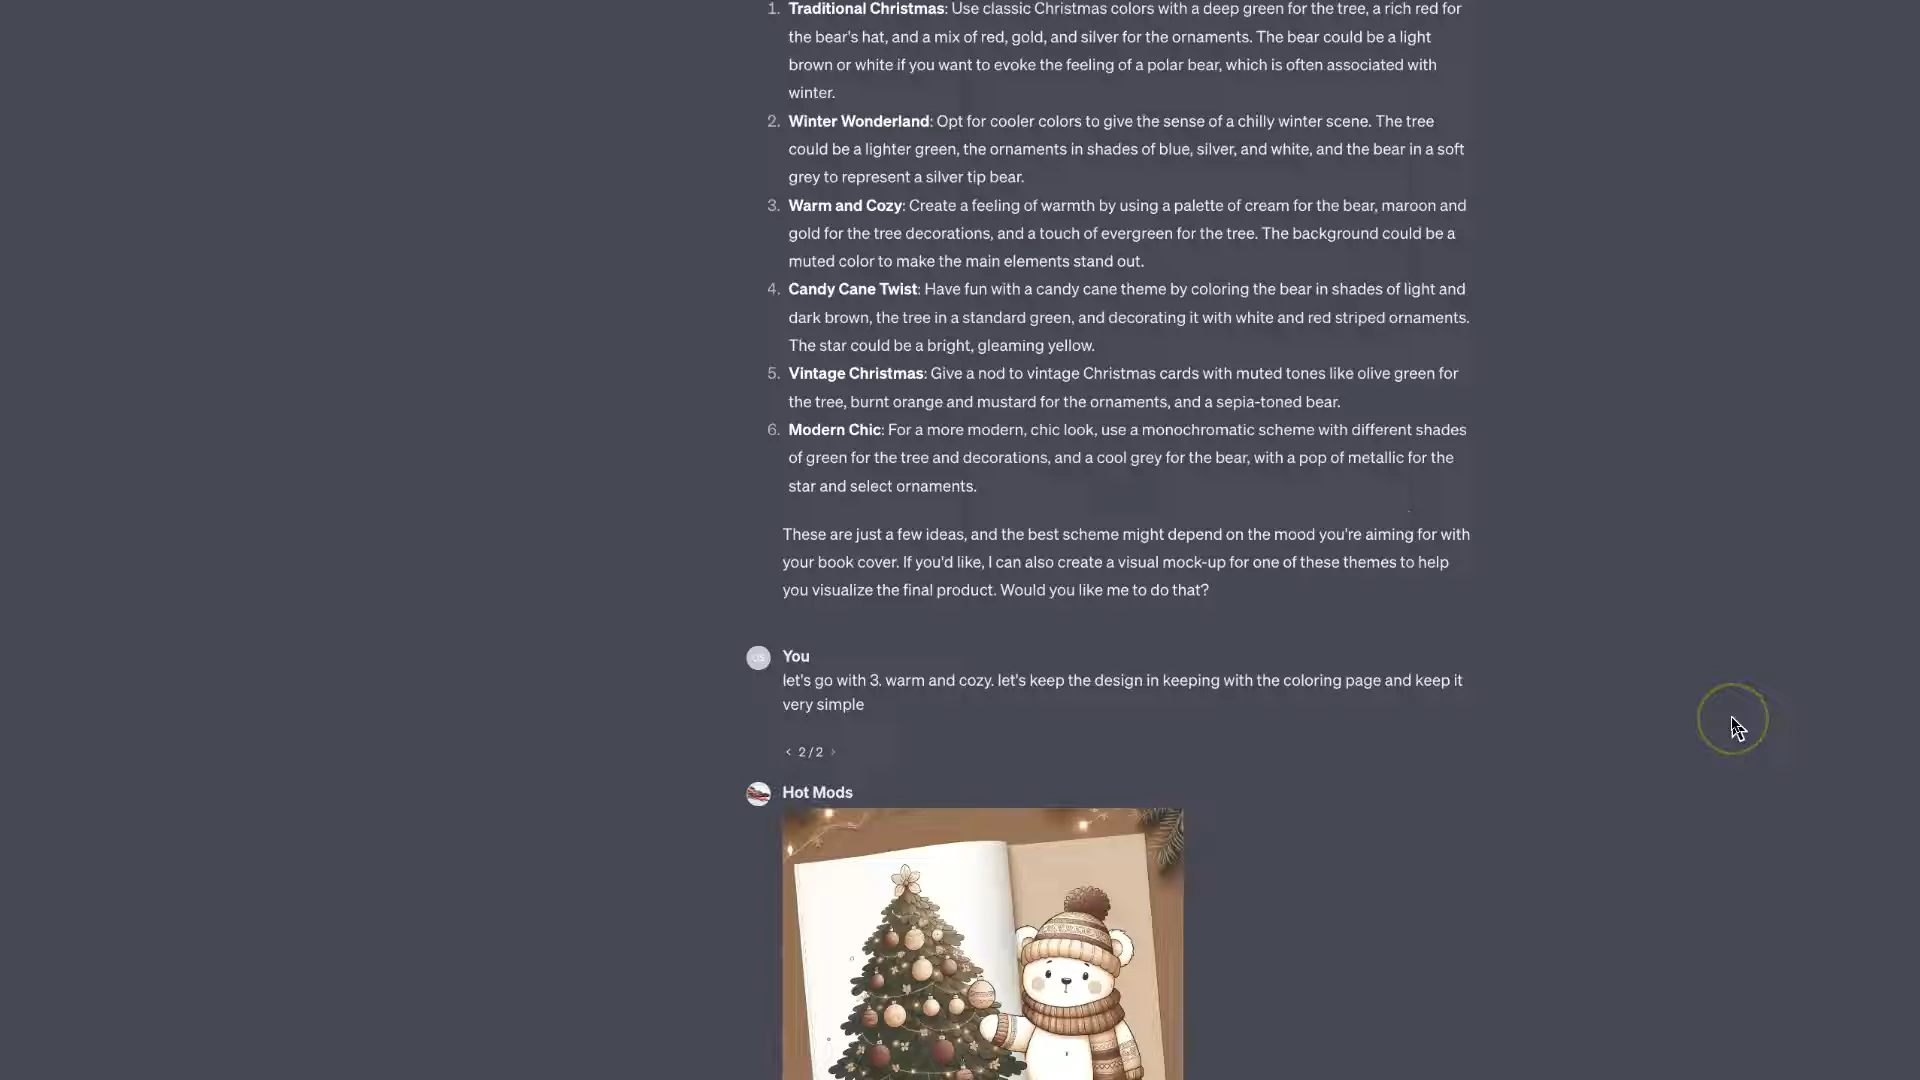 1. Traditional Christmas: Use classic Christmas colors with a deep green for the tree, a rich red for
the bear's hat, and a mix of red, gold, and silver for the ornaments. The bear could be a light
brown or white if you want to evoke the feeling of a polar bear, which is often associated with
winter.
2. Winter Wonderland: Opt for cooler colors to give the sense of a chilly winter scene. The tree
could be a lighter green, the ornaments in shades of blue, silver, and white, and the bear in a soft
grey to represent a silver tip bear.
3. Warm and Cozy: Create a feeling of warmth by using a palette of cream for the bear, maroon and
gold for the tree decorations, and a touch of evergreen for the tree. The background could be a
muted color to make the main elements stand out.
4. Candy Cane Twist: Have fun with a candy cane theme by coloring the bear in shades of light and
dark brown, the tree in a standard green, and decorating it with white and red striped ornaments.
The star could be a bright, gleaming yellow.
5. Vintage Christmas: Give a nod to vintage Christmas cards with muted tones like olive green for
the tree, burnt orange and mustard for the ornaments, and a sepia-toned bear.
6. Modern Chic: For a more modern, chic look, use a monochromatic scheme with different shades
of green for the tree and decorations, and a cool grey for the bear, with a pop of metallic for the
star and select ornaments.
These are just a few ideas, and the best scheme might depend on the mood you're aiming for with
your book cover. If you'd like, I can also create a visual mock-up for one of these themes to help
you visualize the final product. Would you like me to do that?
You
let's go with 3. warm and cozy. let's keep the design in keeping with the coloring page and keep it
very simple
< 2/2 >
Hot Mods